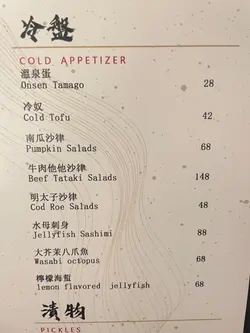 冷盤
COLD APPETIZER
溫泉蛋
Onsen Tamago 28
冷奴
Cold Tofu 42
南瓜沙律
Pumpkin Salads 68
牛肉他他沙律
Beef Tataki Salads 148
明太子沙律
Cod Roe Salads 48
水母刺身
Jellyfish Sashimi 88
大芥茉八爪魚
Wasabi octopus 68
檸檬海蜇
lemon flavored jellyfish 68
漬物
PICKLES